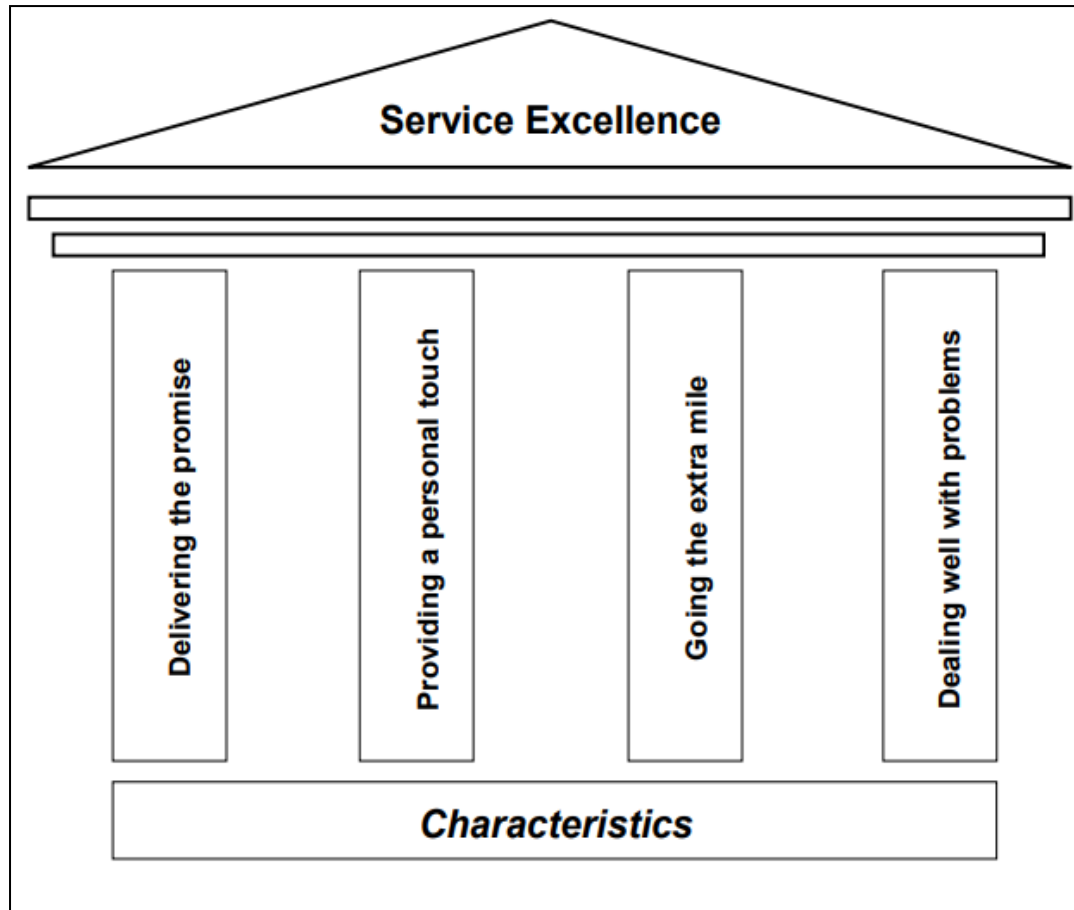 Service Excellence
Delivering the promise
Providing a personal touch
Going the extra mile
Dealing well with problems
Characteristics